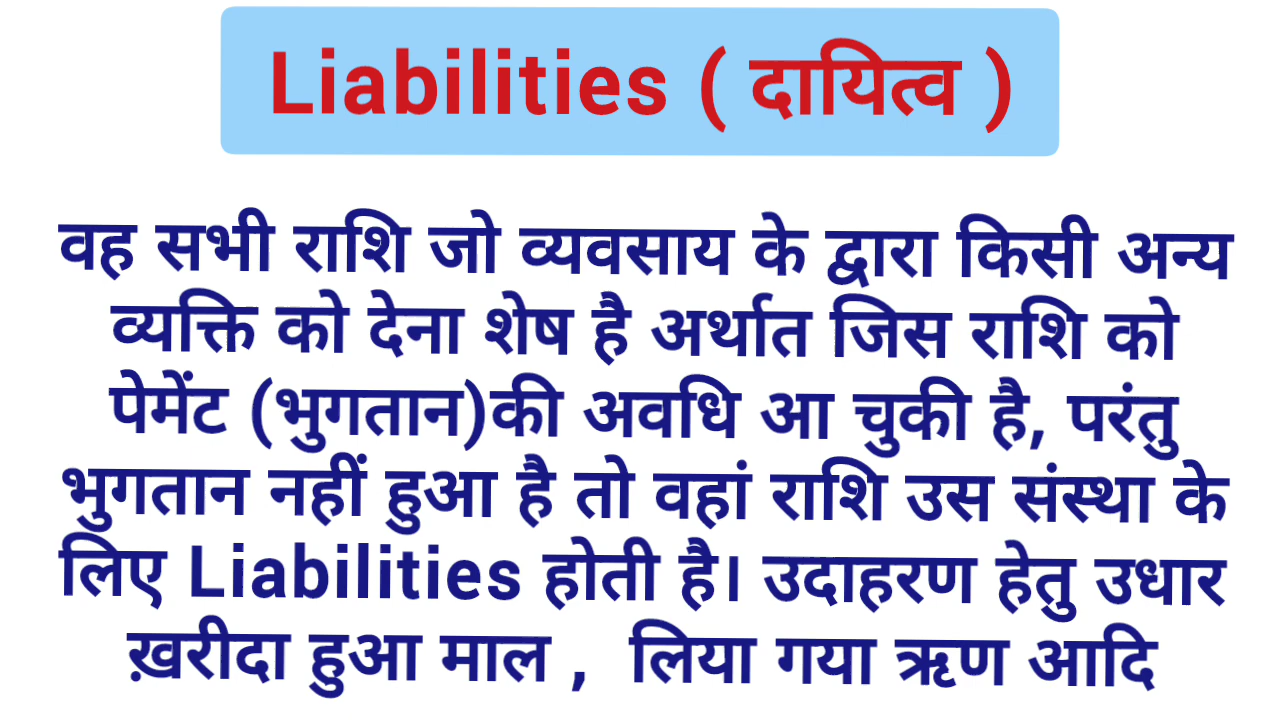 Liabilities ( दायित्व )
वह सभी राशि जो व्यवसाय के द्वारा किसी अन्य
व्यक्ति को देना शेष है अर्थात जिस राशि को
पेमेंट (भुगतान)की अवधि आ चुकी है, परंतु
भुगतान नहीं हुआ है तो वहां राशि उस संस्था के
लिए Liabilities होती है। उदाहरण हेतु उधार
ख़रीदा हुआ माल , लिया गया ऋण आदि